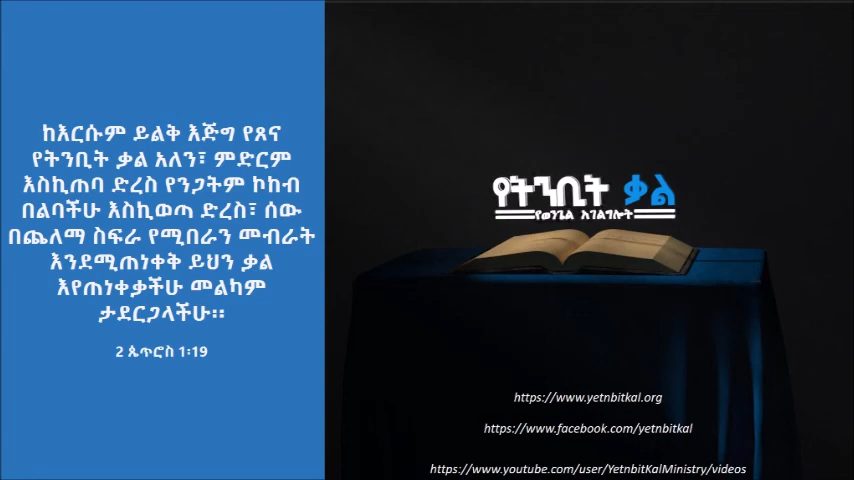 ከእርሱም ይልቅ እጅግ የጸና
የትንቢት ቃል አለን፣ ምድርም
እስኪጠባ ድረስ የንጋትም ኮከብ
በልባችሁ እስኪወጣ ድረስ፣ ሰው
በጨለማ ስፍራ የሚበራን መብራት
እንደሚጠነቀቅ ይህን ቃል
እየጠነቀቃችሁ መልካም
ታደርጋላችሁ።
2 ጴጥሮስ 1፡19
የትንቢት ቃል
የወንጌል አገልግሎት
https://www.yetnbitkal.org
https://www.facebook.com/yetnbitkal
https://www.youtube.com/user/YetnbitKalMinistry/videos